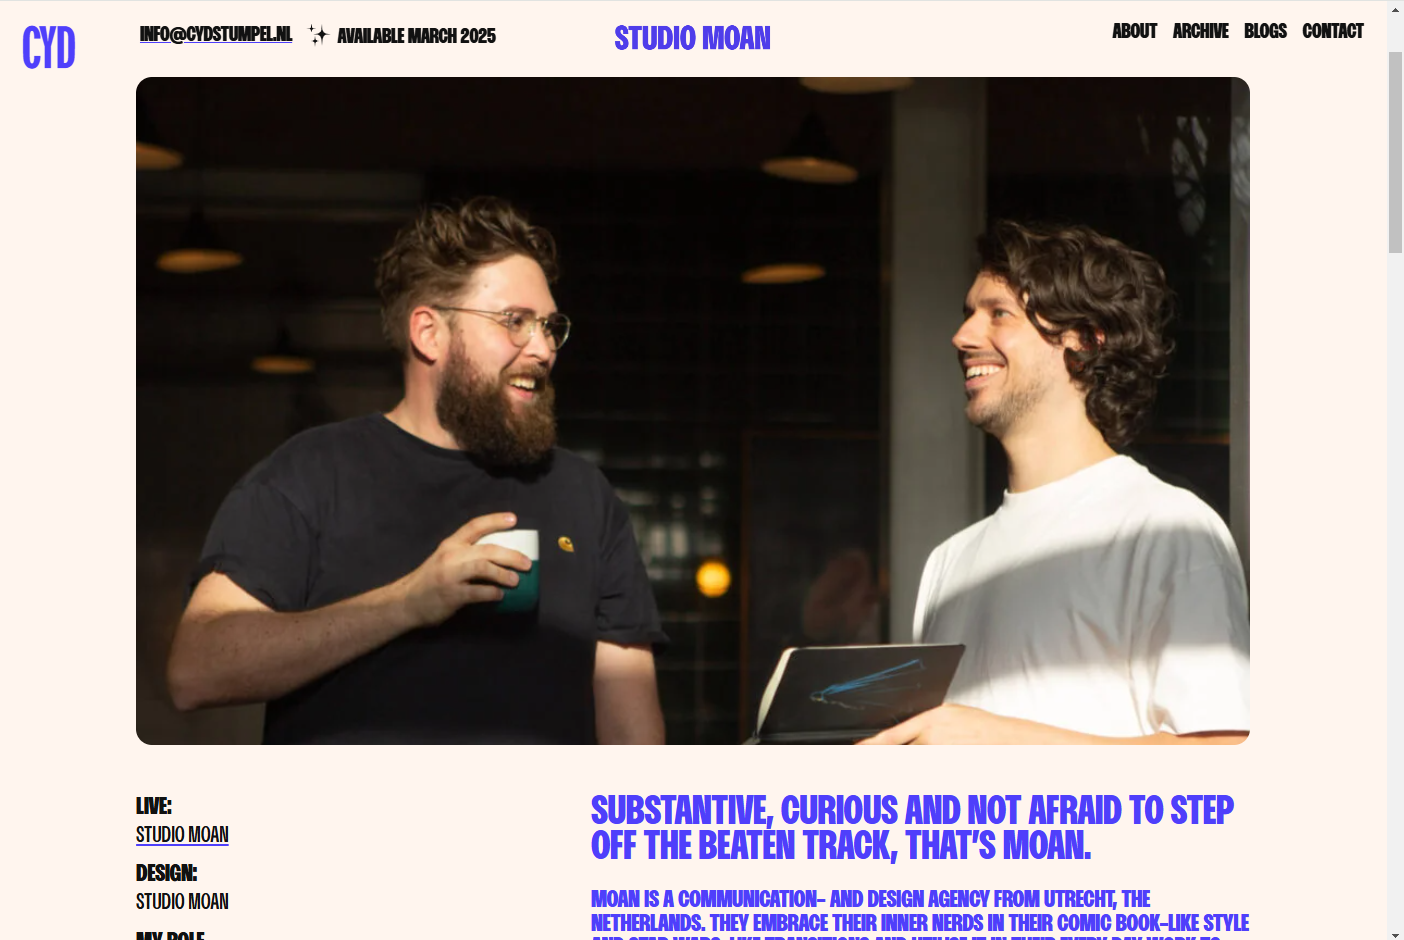 CYD
INFO@CYDSTUMPEL.NL
AVAILABLE MARCH 2025
STUDIO MOAN
ABOUT
ARCHIVE
BLOGS
CONTACT
LIVE:
STUDIO MOAN
DESIGN:
STUDIO MOAN
MY ROLE
SUBSTANTIVE, CURIOUS AND NOT AFRAID TO STEP
OFF THE BEATEN TRACK, THAT'S MOAN.
MOAN IS A COMMUNICATION- AND DESIGN AGENCY FROM UTRECHT, THE
NETHERLANDS. THEY EMBRACE THEIR INNER NERDS IN THEIR COMIC BOOK-LIKE STYLE